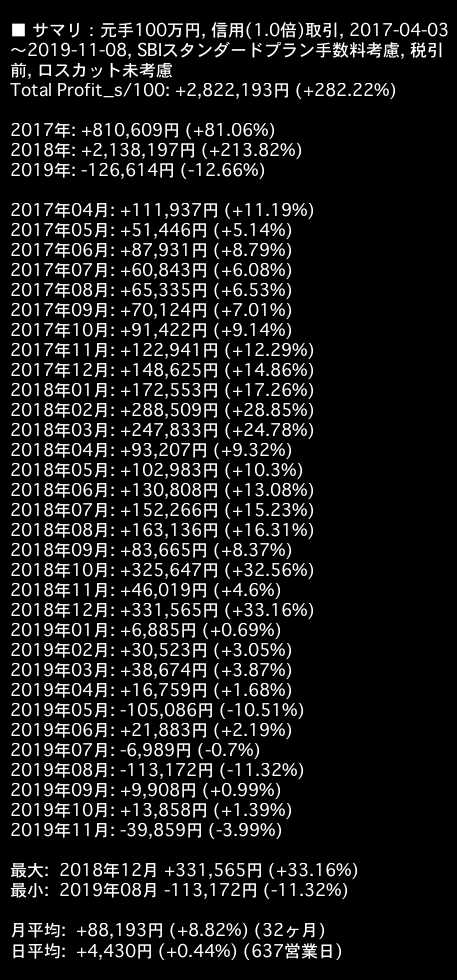 ■ サマリ：元手100万円, 信用(1.0倍)取引, 2017-04-03
～2019-11-08, SBIスタンダードプラン手数料考慮, 税引
前, ロスカット未考慮
Total Profit_s/100: +2,822,193円 (+282.22%)
2017年: +810,609円 (+81.06%)
2018年: +2,138,197円 (+213.82%)
2019年: -126,614円 (-12.66%)
2017年04月: +111,937円 (+11.19%)
2017年05月: +51,446円 (+5.14%)
2017年06月: +87,931円 (+8.79%)
2017年07月: +60,843円 (+6.08%)
2017年08月: +65,335円 (+6.53%)
2017年09月: +70,124円 (+7.01%)
2017年10月: +91,422円 (+9.14%)
2017年11月: +122,941円 (+12.29%)
2017年12月: +148,625円 (+14.86%)
2018年01月: +172,553円 (+17.26%)
2018年02月: +288,509円 (+28.85%)
2018年03月: +247,833円 (+24.78%)
2018年04月: +93,207円 (+9.32%)
2018年05月: +102,983円 (+10.3%)
2018年06月: +130,808円 (+13.08%)
2018年07月: +152,266円 (+15.23%)
2018年08月: +163,136円 (+16.31%)
2018年09月: +83,665円 (+8.37%)
2018年10月: +325,647円 (+32.56%)
2018年11月: +46,019円 (+4.6%)
2018年12月: +331,565円 (+33.16%)
2019年01月: +6,885円 (+0.69%)
2019年02月: +30,523円 (+3.05%)
2019年03月: +38,674円 (+3.87%)
2019年04月: +16,759円 (+1.68%)
2019年05月: -105,086円 (-10.51%)
2019年06月: +21,883円 (+2.19%)
2019年07月: -6,989円 (-0.7%)
2019年08月: -113,172円 (-11.32%)
2019年09月: +9,908円 (+0.99%)
2019年10月: +13,858円 (+1.39%)
2019年11月: -39,859円 (-3.99%)
最大: 2018年12月 +331,565円 (+33.16%)
最小: 2019年08月 -113,172円 (-11.32%)
月平均: +88,193円 (+8.82%) (32ヶ月)
日平均: +4,430円 (+0.44%) (637営業日)